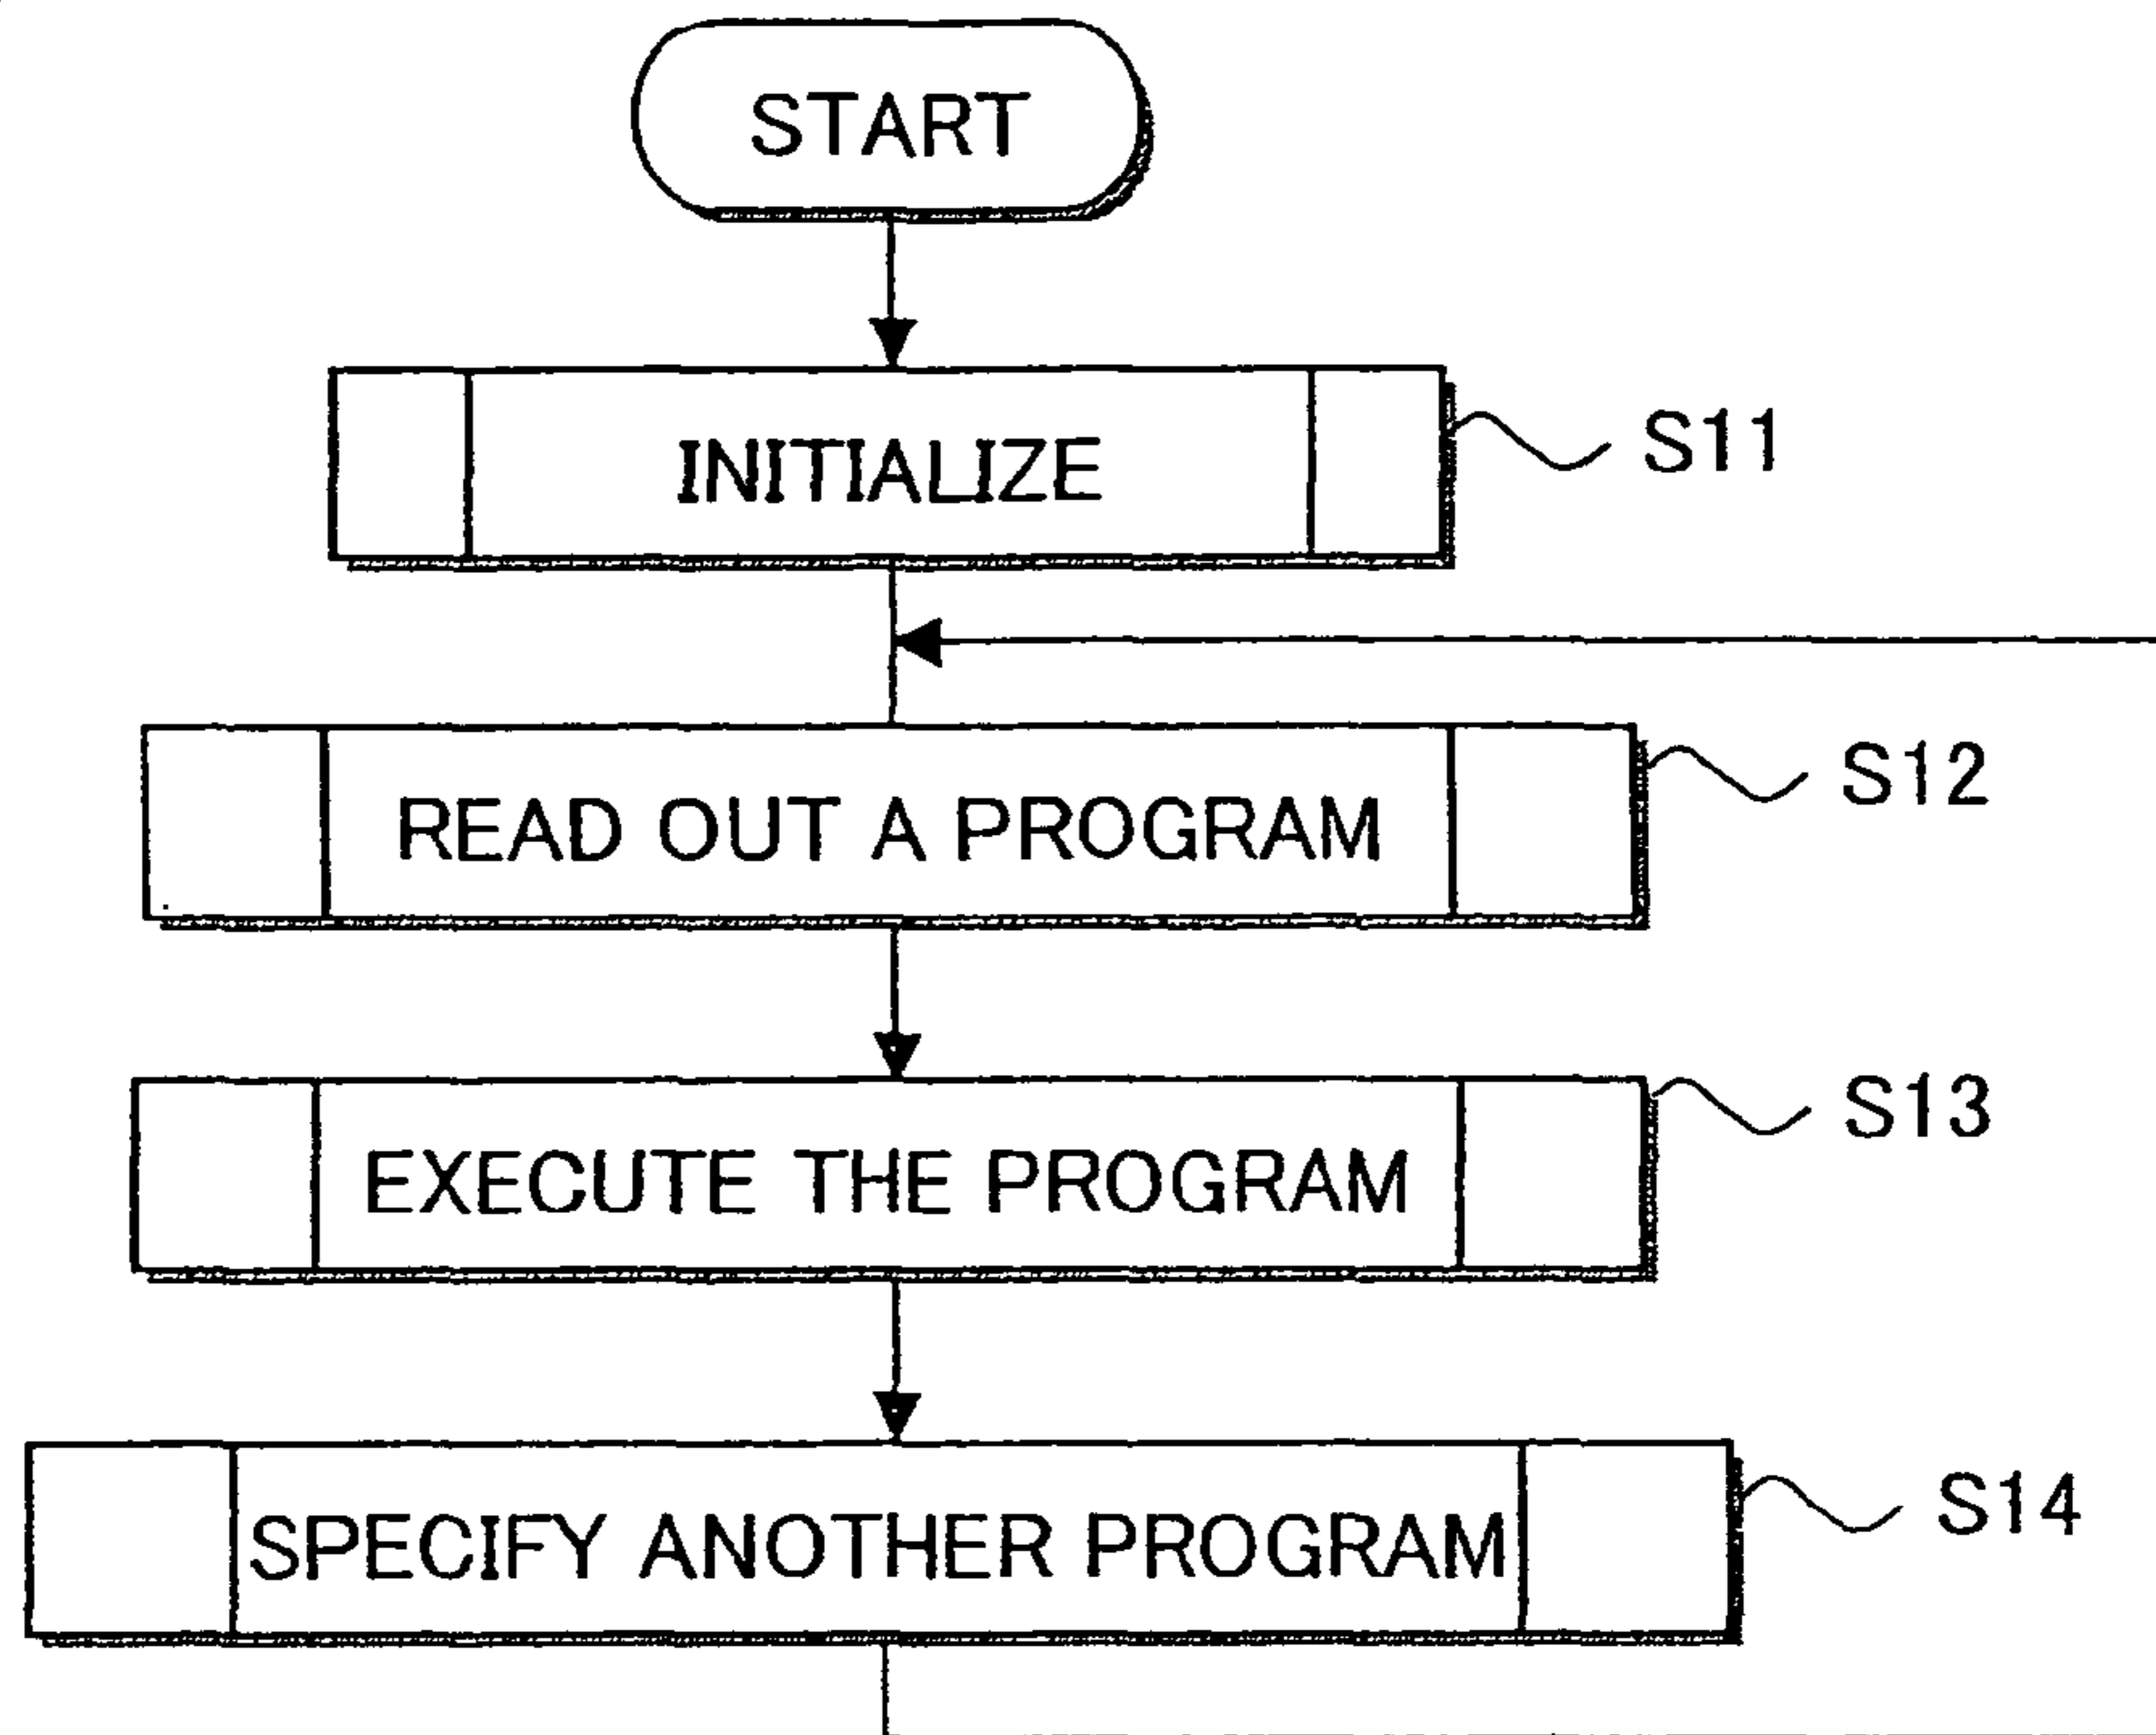 START
INITIALIZE
S11
READ OUT A PROGRAM
S12
EXECUTE THE PROGRAM
S13
SPECIFY ANOTHER PROGRAM
S14